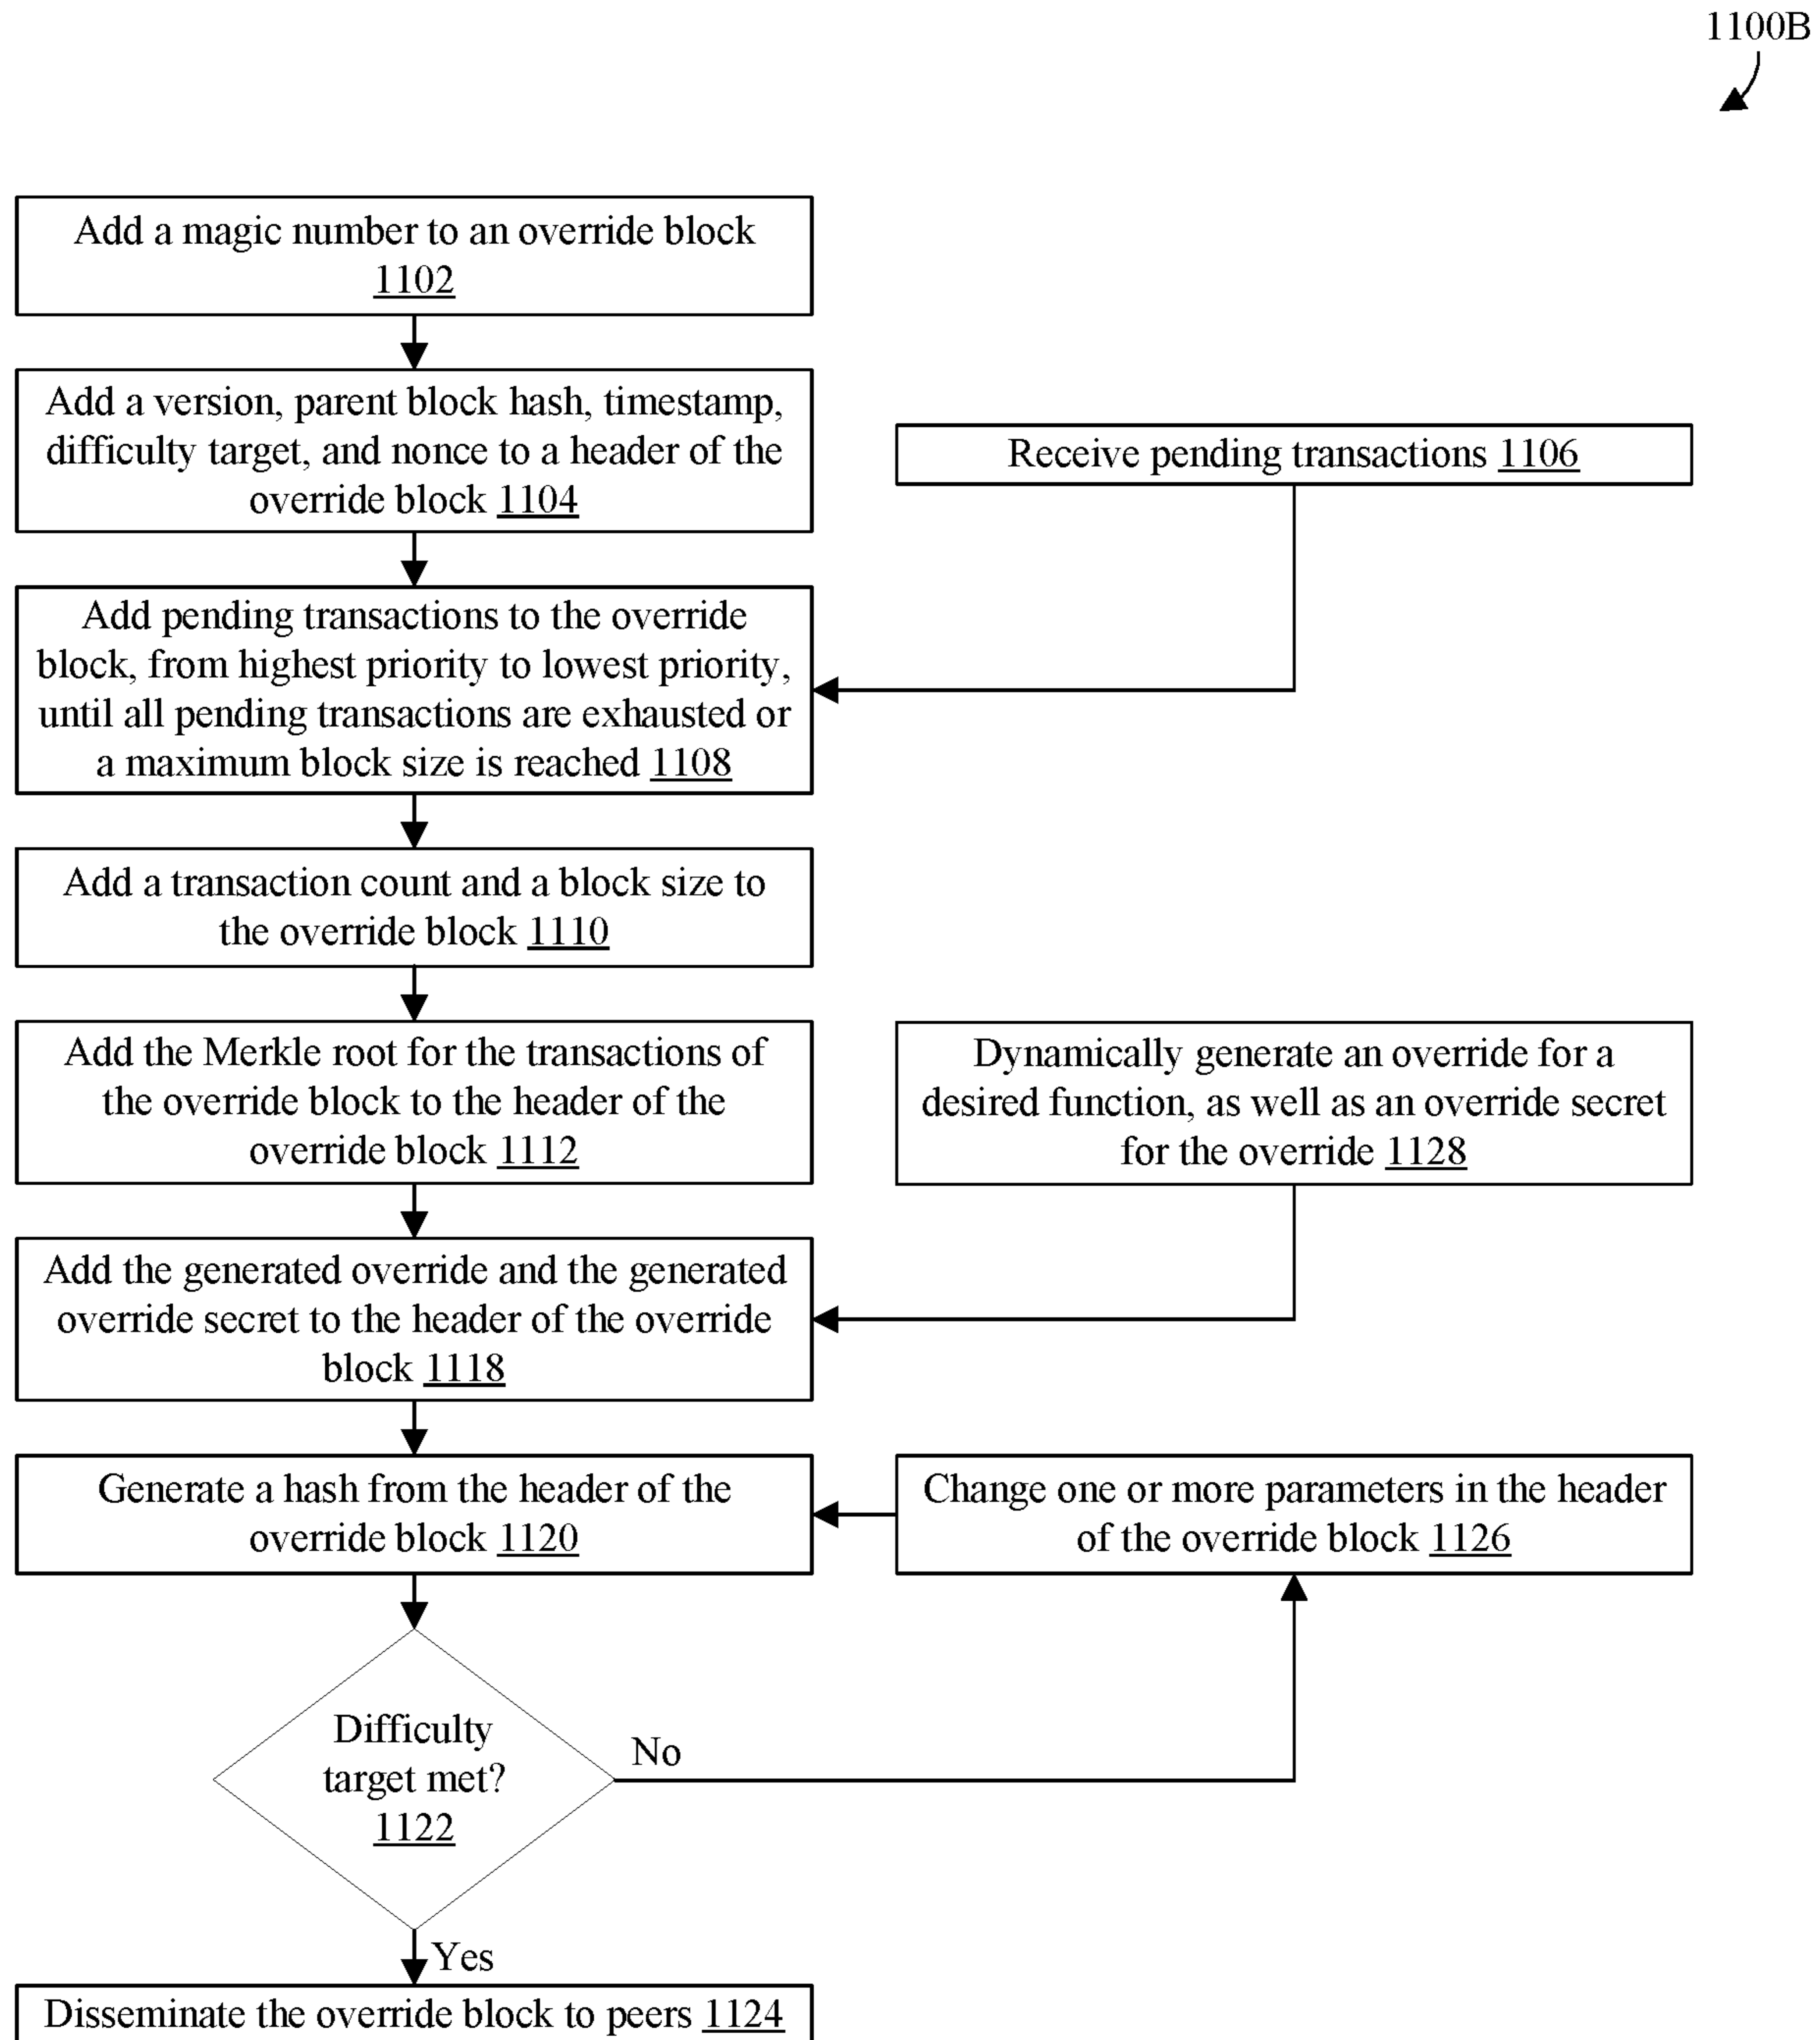 1100B
Add a magic number to an override block
1102
Add a version, parent block hash, timestamp,
difficulty target, and nonce to a header of the
override block 1104
Receive pending transactions 1106
Add pending transactions to the override
block, from highest priority to lowest priority,
until all pending transactions are exhausted or
a maximum block size is reached 1108
Add a transaction count and a block size to
the override block 1110
Add the Merkle root for the transactions of
the override block to the header of the
override block 1112
Dynamically generate an override for a
desired function, as well as an override secret
for the override 1128
Add the generated override and the generated
override secret to the header of the override
block 1118
Generate a hash from the header of the
override block 1120
Change one or more parameters in the header
of the override block 1126
Difficulty
target met?
1122
No
Yes
Disseminate the override block to peers 1124